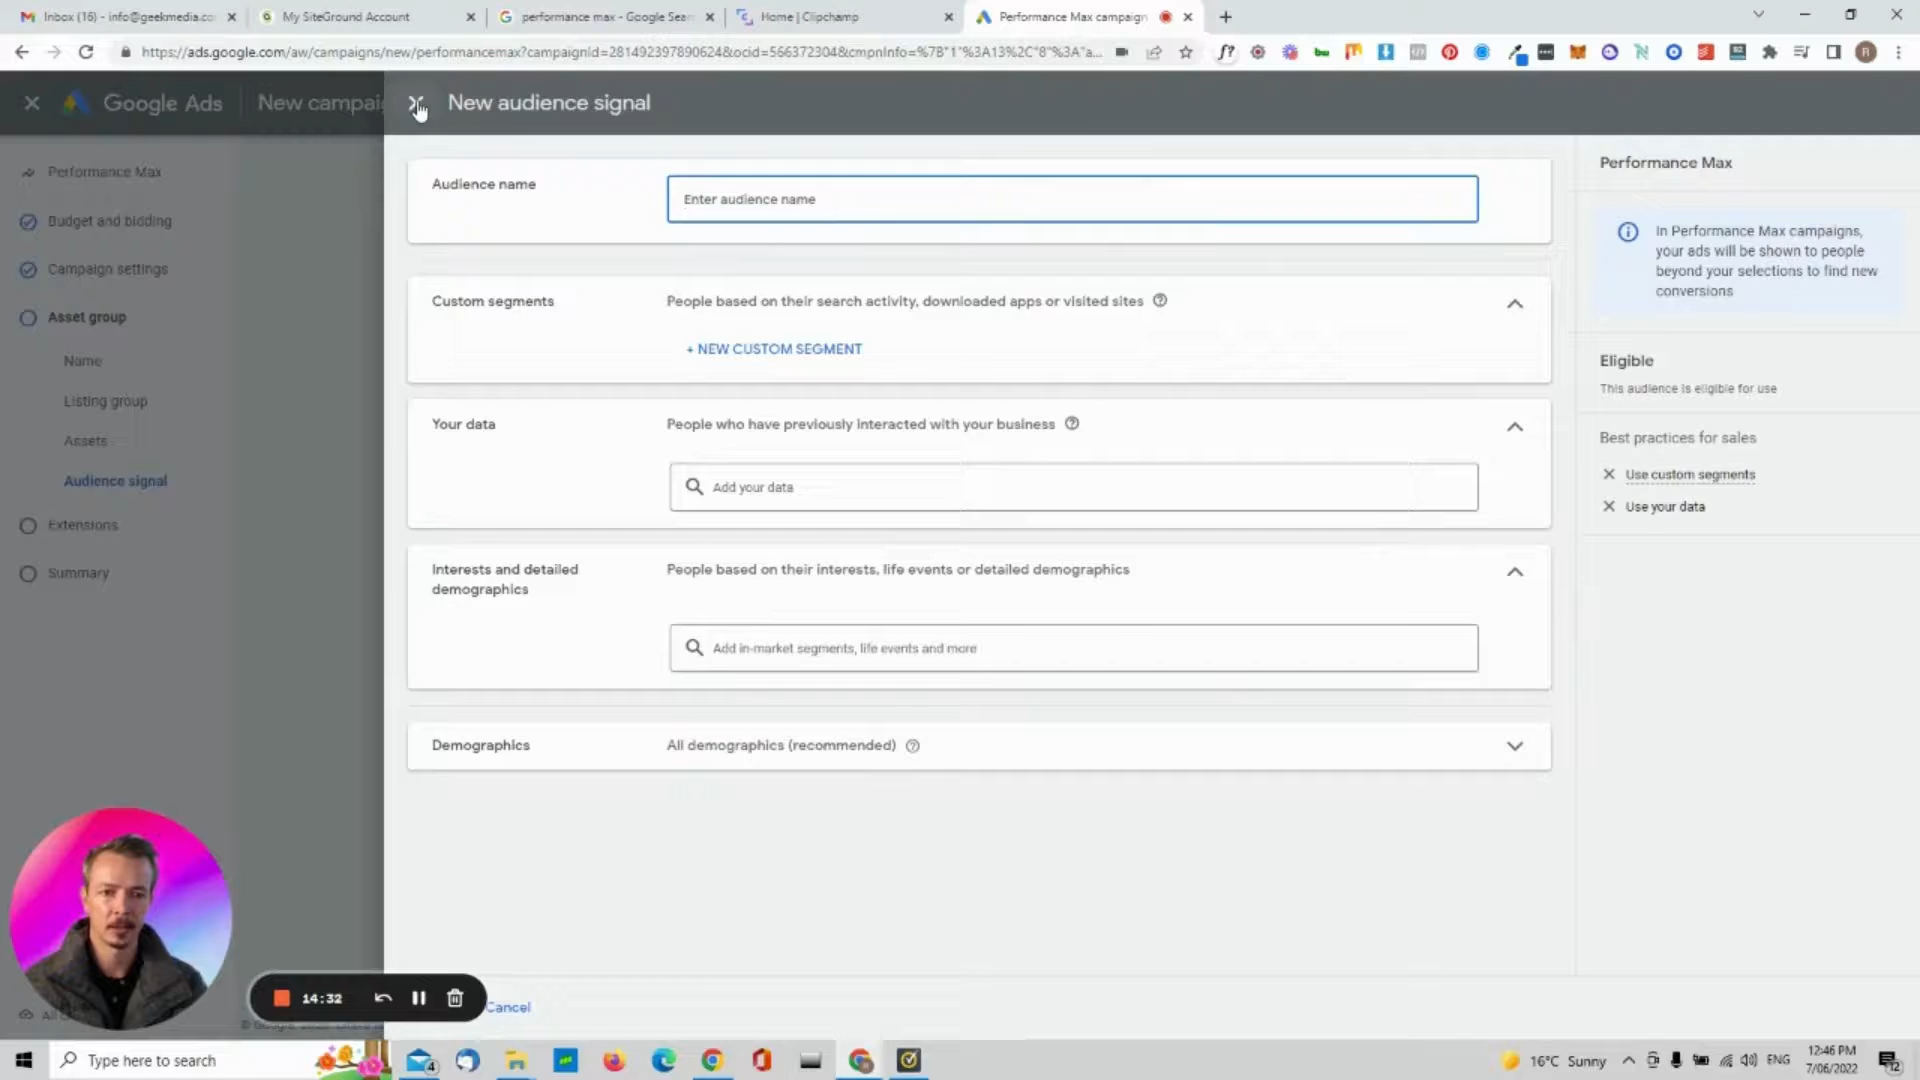 Inbox (16) - info@geekmedia.co
My SiteGround Account
performance max - Google Sear
Home | Clipchamp
Performance Max campaign
https://ads.google.com/aw/campaigns/new/performancemax?campaignId=281492397890624&ocid=566372304&cmpnInfo=%7B"1"%3A13%2C"8"%3A"a...
Google Ads
New campai
New audience signal
Performance Max
Budget and bidding
Campaign settings
Asset group
Name
Listing group
Assets
Audience signal
Extensions
Summary
Audience name
Enter audience name
Custom segments
People based on their search activity, downloaded apps or visited sites
+ NEW CUSTOM SEGMENT
Your data
People who have previously interacted with your business
Add your data
Interests and detailed demographics
People based on their interests, life events or detailed demographics
Add in-market segments, life events and more
Demographics
All demographics (recommended)
Performance Max
In Performance Max campaigns,
your ads will be shown to people
beyond your selections to find new
conversions
Eligible
This audience is eligible for use
Best practices for sales
Use custom segments
Use your data
14:32
Cancel
Type here to search
4
16°C Sunny
ENG
12:46 PM
7/06/2022
12